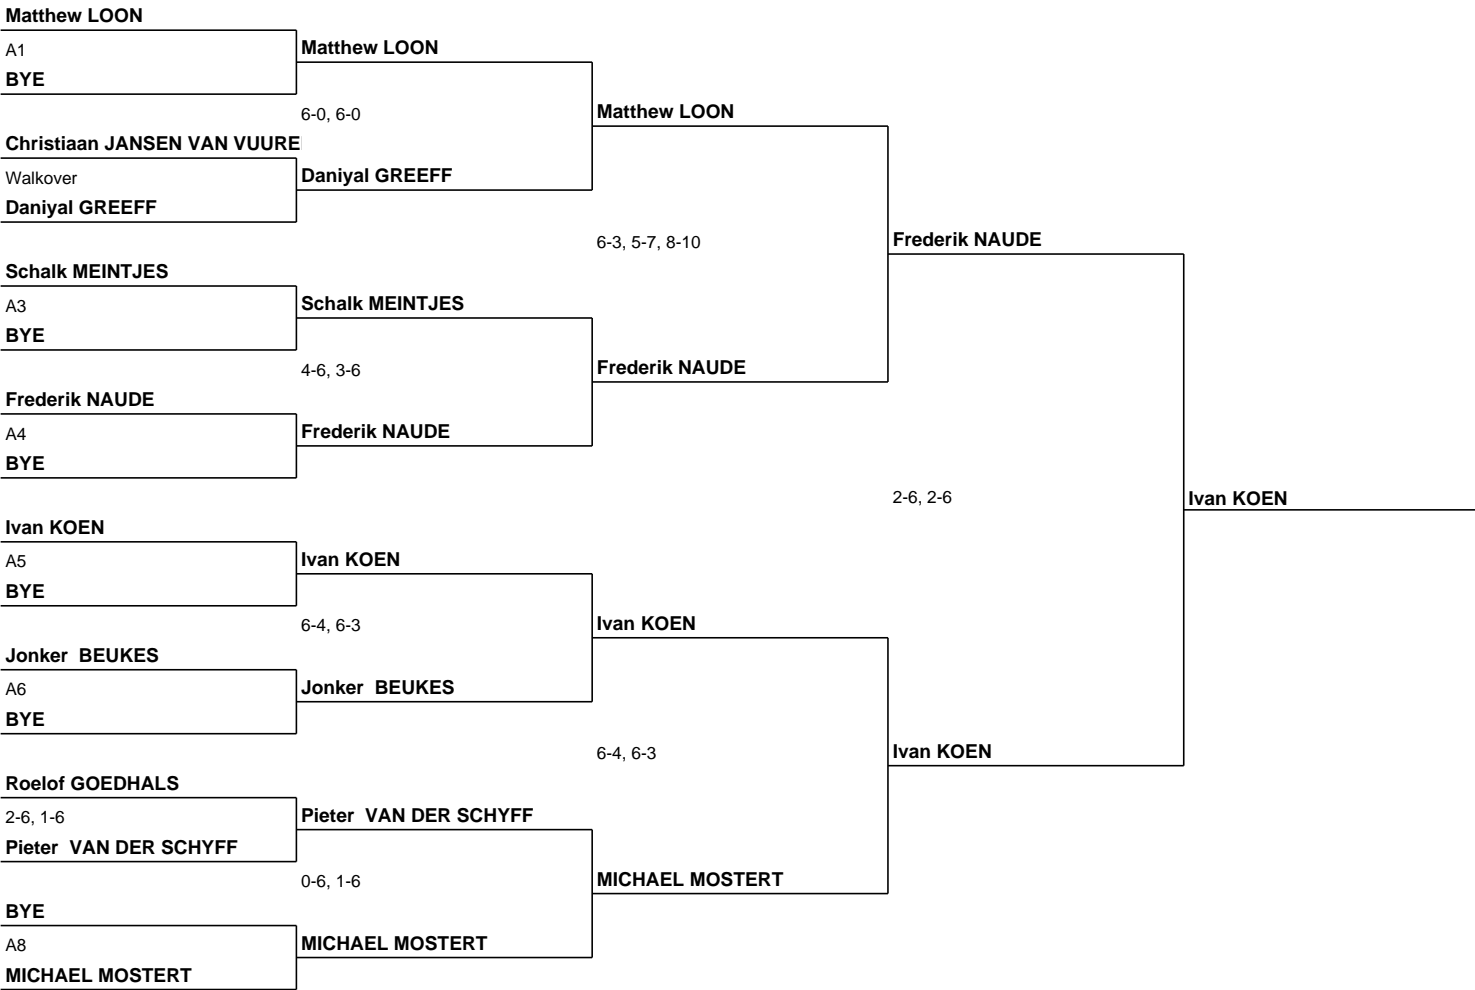 Matthew LOON
A1
BYE
Christiaan JANSEN VAN VUURE
Walkover
Daniyal GREEFF
Schalk MEINTJES
A3
BYE
Frederik NAUDE
A4
BYE
Ivan KOEN
A5
BYE
Jonker  BEUKES
A6
BYE
Roelof GOEDHALS
2-6, 1-6
Pieter  VAN DER SCHYFF
BYE
A8
MICHAEL MOSTERT
Matthew LOON
6-0, 6-0
Daniyal GREEFF
Schalk MEINTJES
4-6, 3-6
Frederik NAUDE
Ivan KOEN
6-4, 6-3
Jonker  BEUKES
Pieter  VAN DER SCHYFF
0-6, 1-6
MICHAEL MOSTERT
Matthew LOON
6-3, 5-7, 8-10
Frederik NAUDE
Ivan KOEN
6-4, 6-3
MICHAEL MOSTERT
Frederik NAUDE
2-6, 2-6
Ivan KOEN
Ivan KOEN